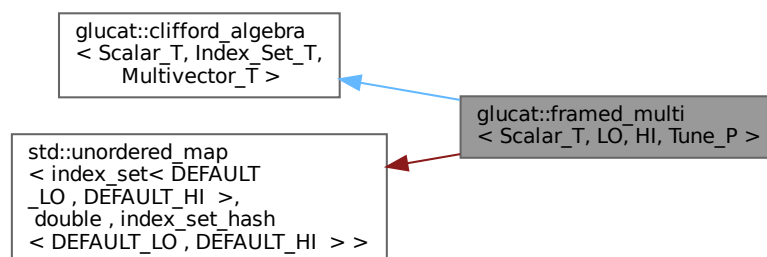 glucat::clifford_algebra
< Scalar_T, Index_Set_T,
Multivector_T >
glucat::framed_multi
< Scalar_T, LO, HI, Tune_P >
std::unordered_map
< index_set< DEFAULT
_LO , DEFAULT_HI >,
double , index_set_hash
< DEFAULT_LO , DEFAULT_HI > >